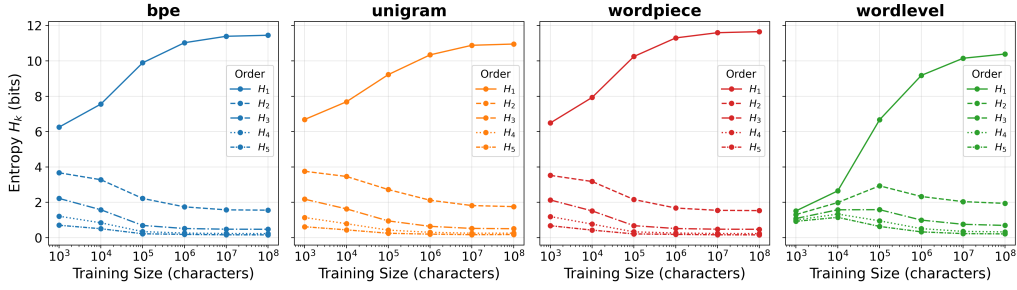 bpe
unigram
wordpiece
wordlevel
Entropy H_k (bits)
12
10
8
6
4
2
0
Order
H_1
H_2
H_3
H_4
H_5
10^3 10^4 10^5 10^6 10^7 10^8
Training Size (characters)
Order
H_1
H_2
H_3
H_4
H_5
10^3 10^4 10^5 10^6 10^7 10^8
Training Size (characters)
Order
H_1
H_2
H_3
H_4
H_5
10^3 10^4 10^5 10^6 10^7 10^8
Training Size (characters)
Order
H_1
H_2
H_3
H_4
H_5
10^3 10^4 10^5 10^6 10^7 10^8
Training Size (characters)